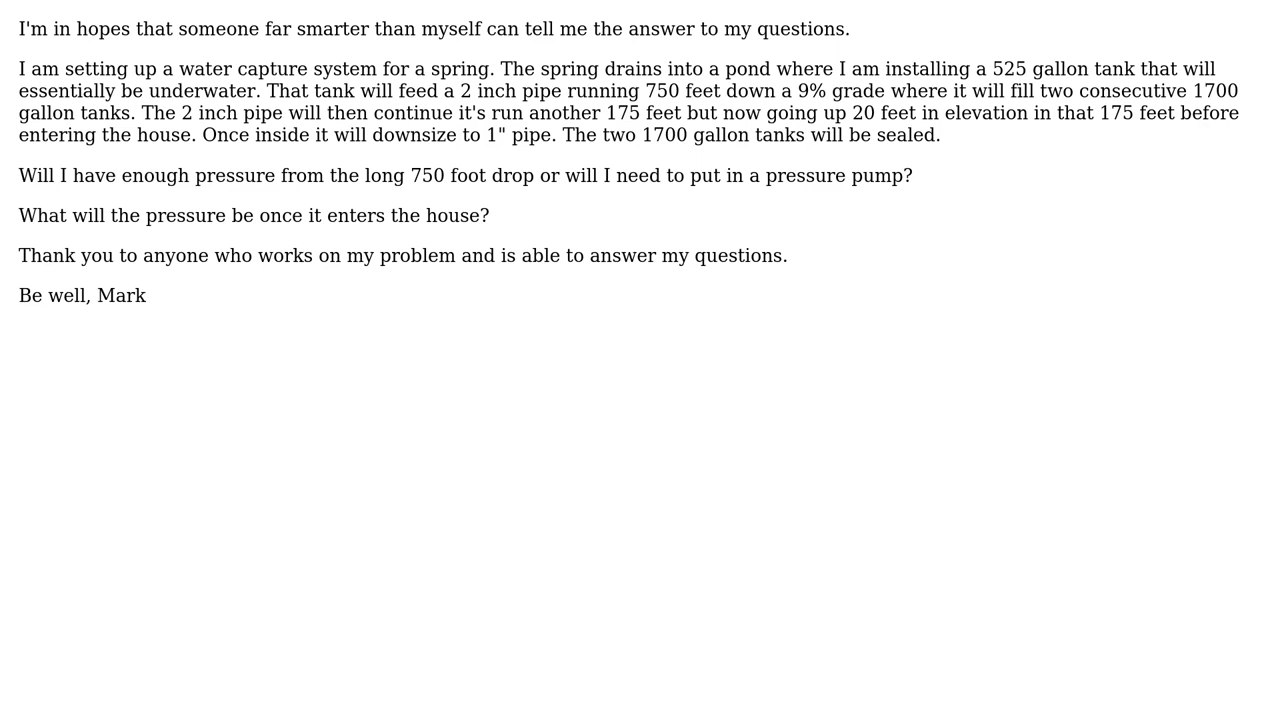 I'm in hopes that someone far smarter than myself can tell me the answer to my questions.
I am setting up a water capture system for a spring. The spring drains into a pond where I am installing a 525 gallon tank that will
essentially be underwater. That tank will feed a 2 inch pipe running 750 feet down a 9% grade where it will fill two consecutive 1700
gallon tanks. The 2 inch pipe will then continue it's run another 175 feet but now going up 20 feet in elevation in that 175 feet before
entering the house. Once inside it will downsize to 1" pipe. The two 1700 gallon tanks will be sealed.
Will I have enough pressure from the long 750 foot drop or will I need to put in a pressure pump?
What will the pressure be once it enters the house?
Thank you to anyone who works on my problem and is able to answer my questions.
Be well, Mark